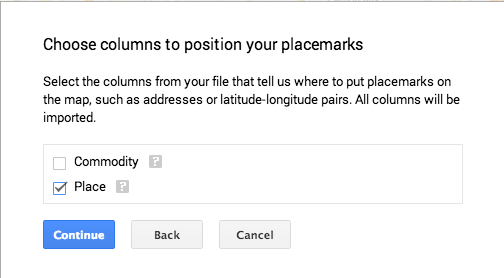 Choose columns to position your placemarks
Select the columns from your file that tell us where to put placemarks on
the map, such as addresses or latitude-longitude pairs. All columns will be
imported.
Commodity ?
Place ?
Continue Back Cancel